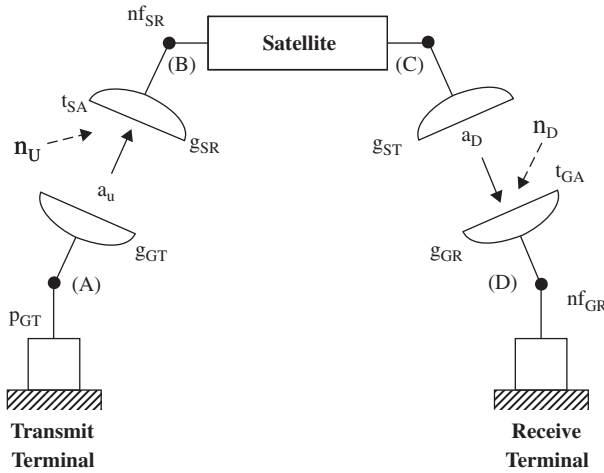 nf_SR
Satellite
(B)
(C)
t_SA
n_U
g_SR
g_ST
a_D
n_D
t_GA
a_u
g_GT
g_GR
(A)
(D)
p_GT
nf_GR
Transmit
Terminal
Receive
Terminal